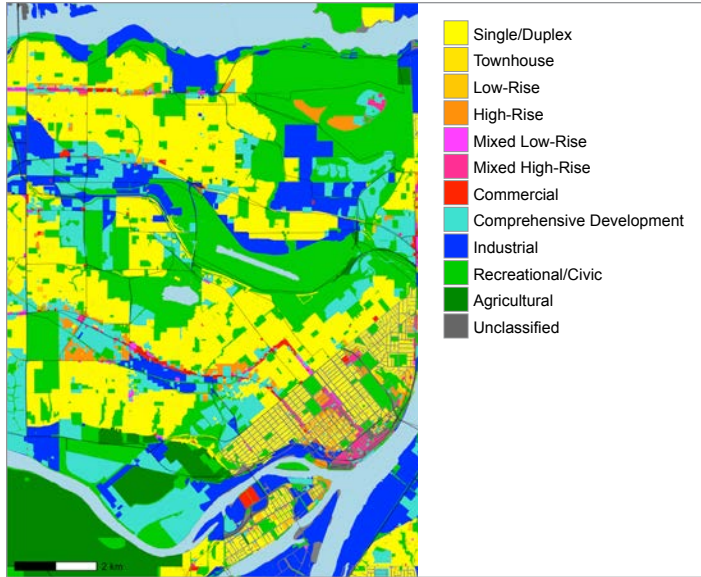 Single/Duplex
Townhouse
Low-Rise
High-Rise
Mixed Low-Rise
Mixed High-Rise
Commercial
Comprehensive Development
Industrial
Recreational/Civic
Agricultural
Unclassified
2 km